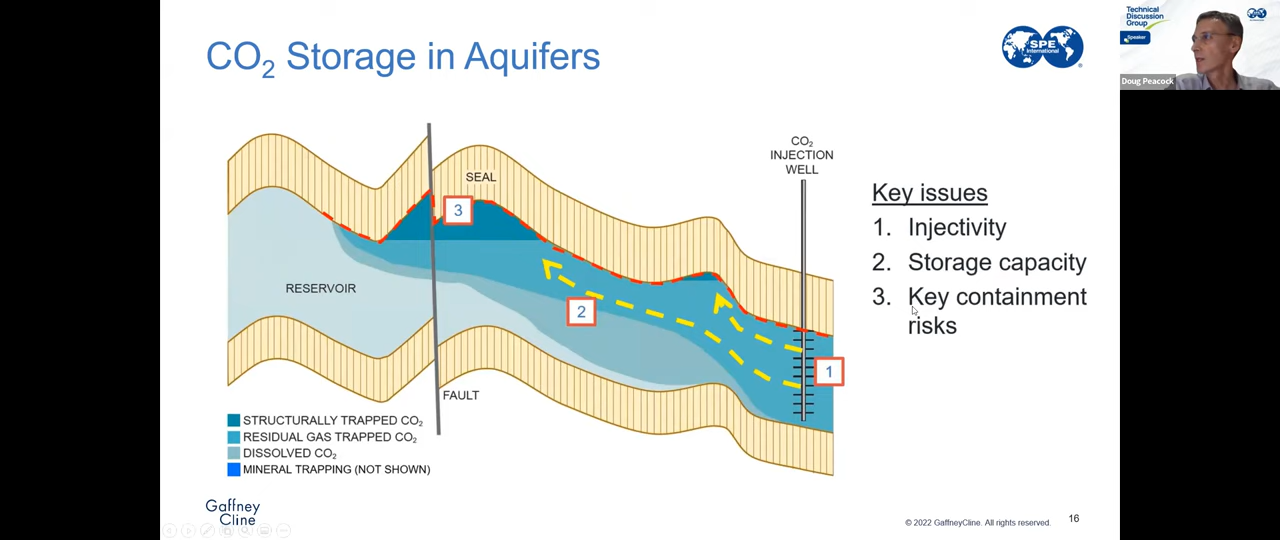 CO₂ Storage in Aquifers
SPE
International
Technical
Discussion
Group
Speaker
Doug Peacock
CO₂
INJECTION
WELL
SEAL
3
RESERVOIR
2
1
FAULT
STRUCTURALLY TRAPPED CO₂
RESIDUAL GAS TRAPPED CO₂
DISSOLVED CO₂
MINERAL TRAPPING (NOT SHOWN)
Key issues
1. Injectivity
2. Storage capacity
3. Key containment
risks
Gaffney
Cline
© 2022 GaffneyCline. All rights reserved.
16